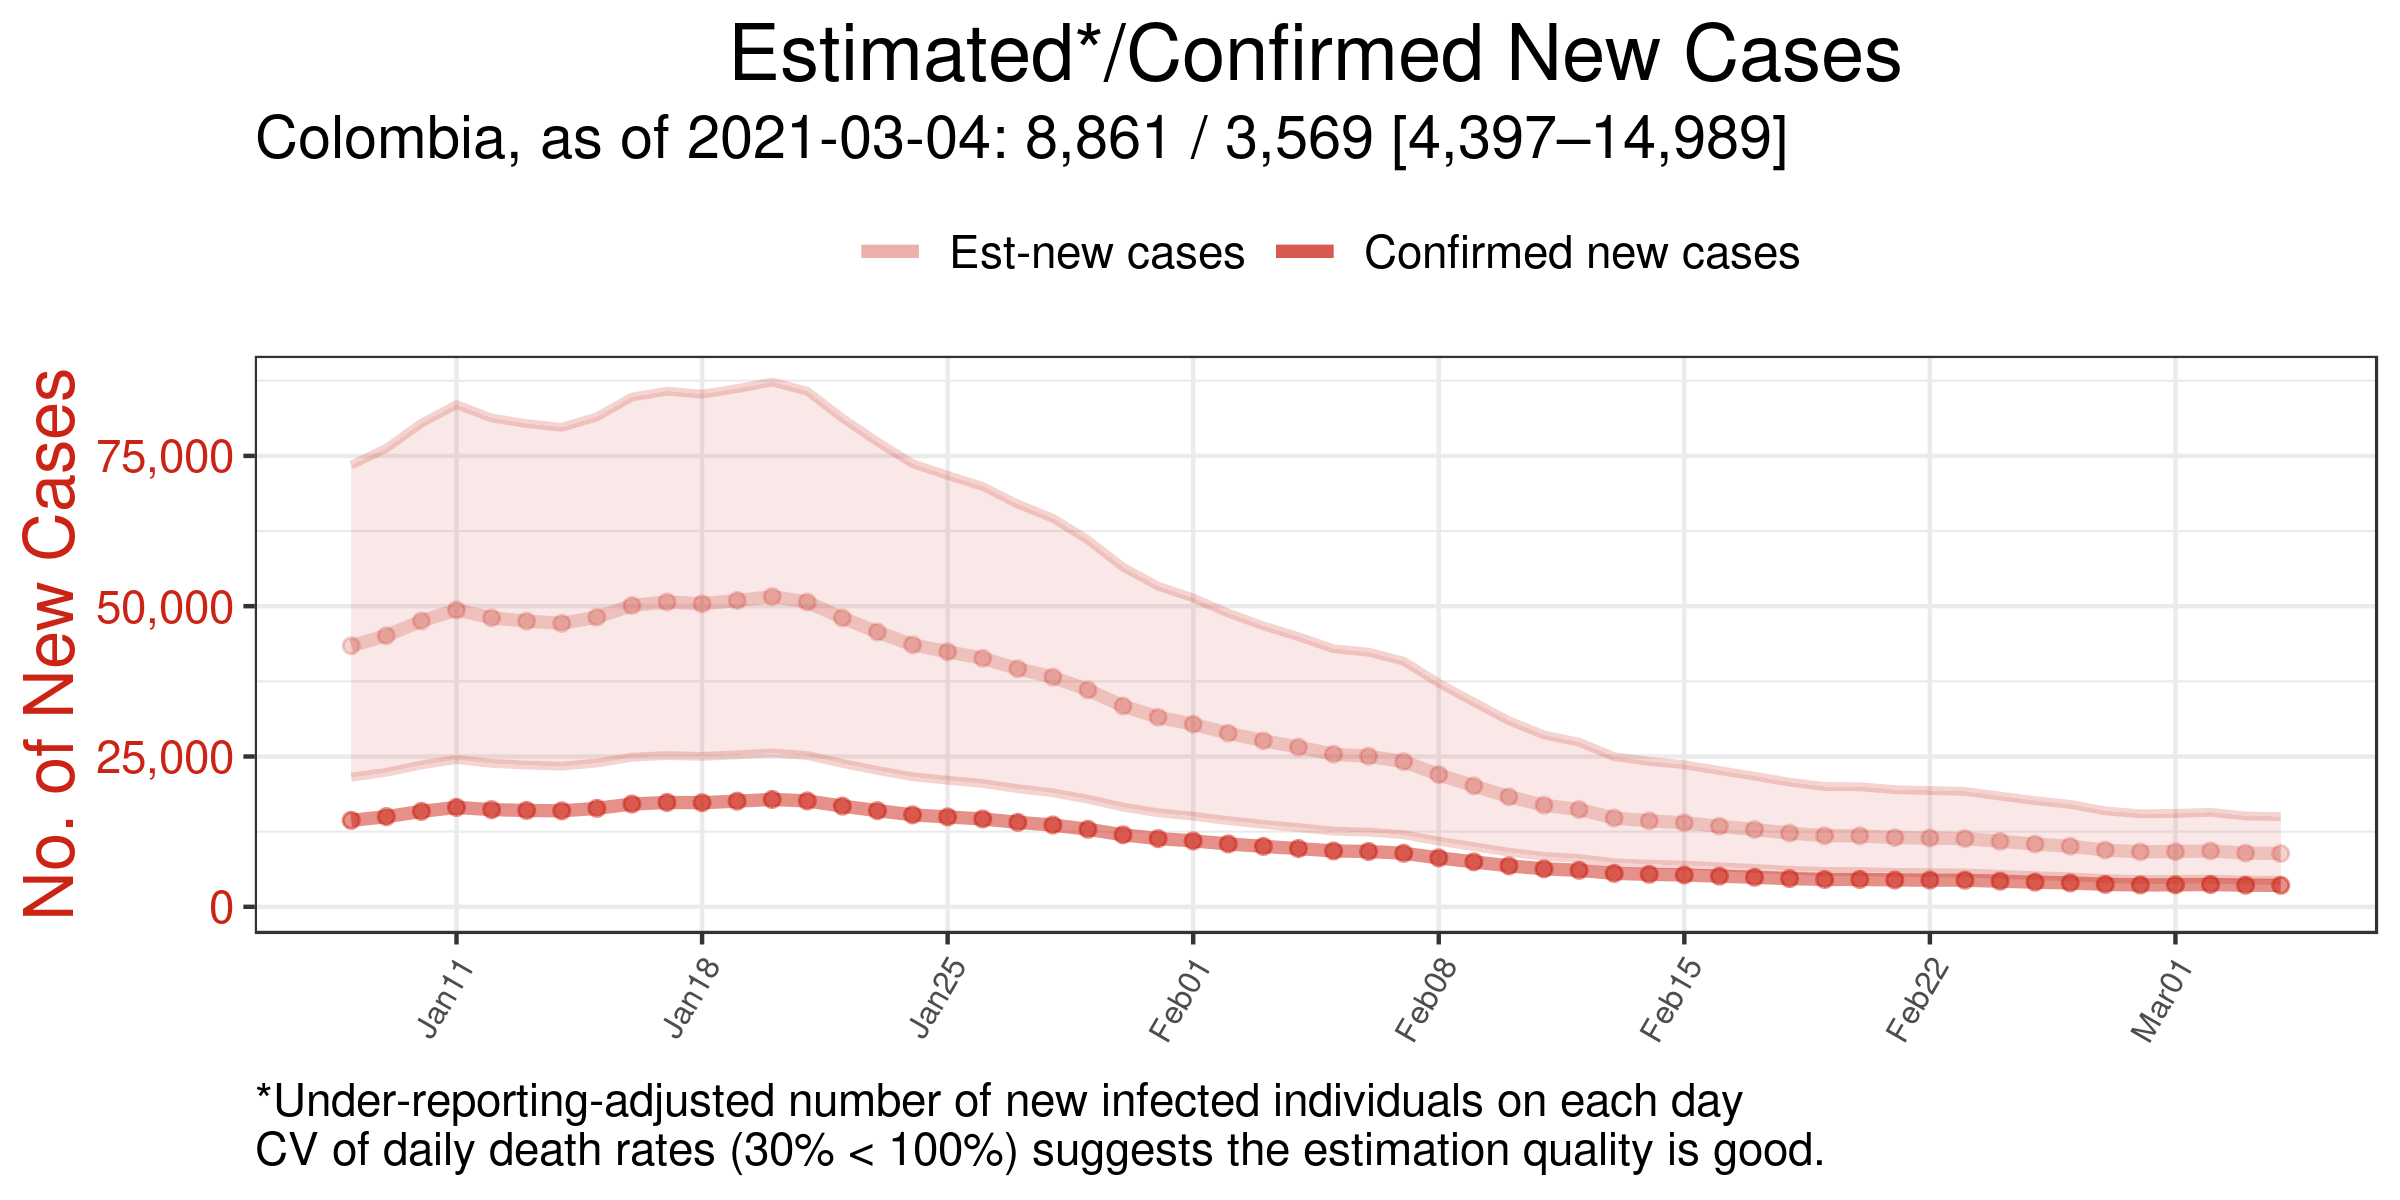 Estimated*/Confirmed New Cases
Colombia, as of 2021-03-04: 8,861 / 3,569 [4,397–14,989]
Est-new cases
Confirmed new cases
No. of New Cases
75,000
50,000
25,000
0
Jan11
Jan18
Jan25
Feb01
Feb08
Feb15
Feb22
Mar01
*Under-reporting-adjusted number of new infected individuals on each day
CV of daily death rates (30% < 100%) suggests the estimation quality is good.